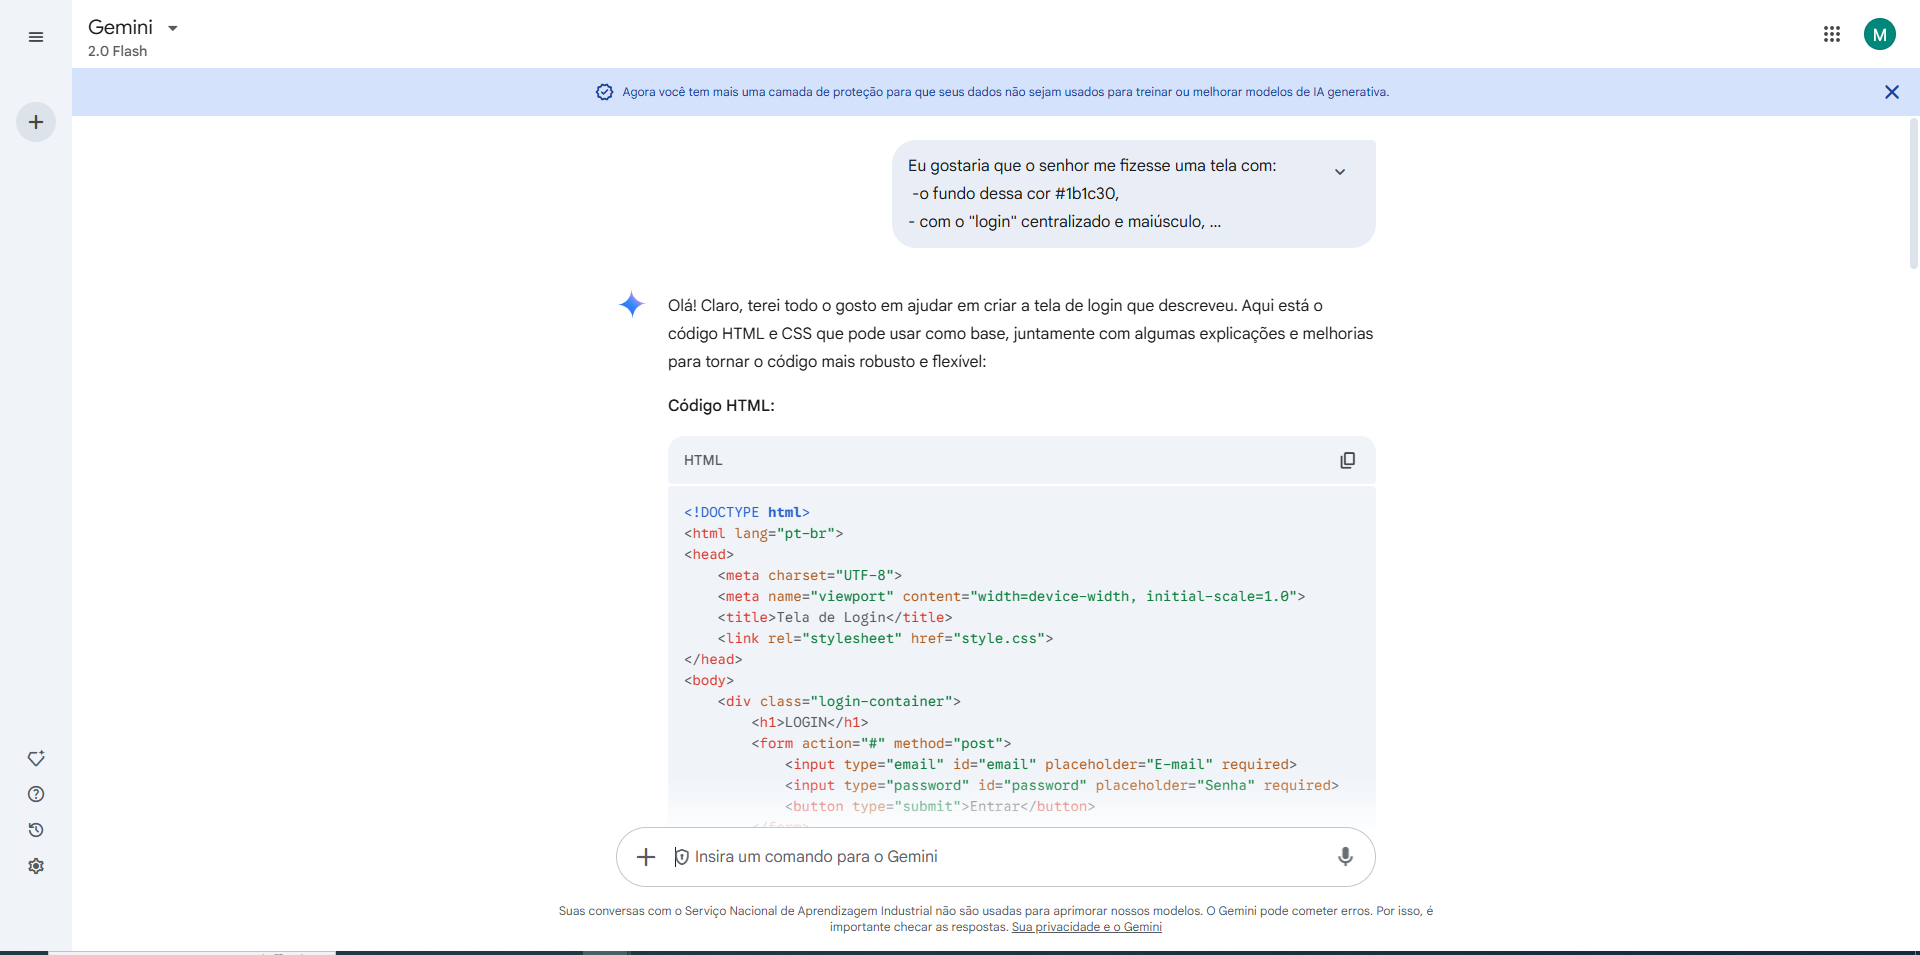 Gemini
2.0 Flash
M
Agora você tem mais uma camada de proteção para que seus dados não sejam usados para treinar ou melhorar modelos de IA generativa.
Eu gostaria que o senhor me fizesse uma tela com:
-o fundo dessa cor #1b1c30,
- com o "login" centralizado e maiúsculo, ...
Olá! Claro, terei todo o gosto em ajudar em criar a tela de login que descreveu. Aqui está o
código HTML e CSS que pode usar como base, juntamente com algumas explicações e melhorias
para tornar o código mais robusto e flexível:
Código HTML:
HTML
<!DOCTYPE html>
<html lang="pt-br">
<head>
    <meta charset="UTF-8">
    <meta name="viewport" content="width=device-width, initial-scale=1.0">
    <title>Tela de Login</title>
    <link rel="stylesheet" href="style.css">
</head>
<body>
    <div class="login-container">
        <h1>LOGIN</h1>
        <form action="#" method="post">
            <input type="email" id="email" placeholder="E-mail" required>
            <input type="password" id="password" placeholder="Senha" required>
            <button type="submit">Entrar</button>
        </form>
Insira um comando para o Gemini
Suas conversas com o Serviço Nacional de Aprendizagem Industrial não são usadas para aprimorar nossos modelos. O Gemini pode cometer erros. Por isso, é
importante checar as respostas. Sua privacidade e o Gemini